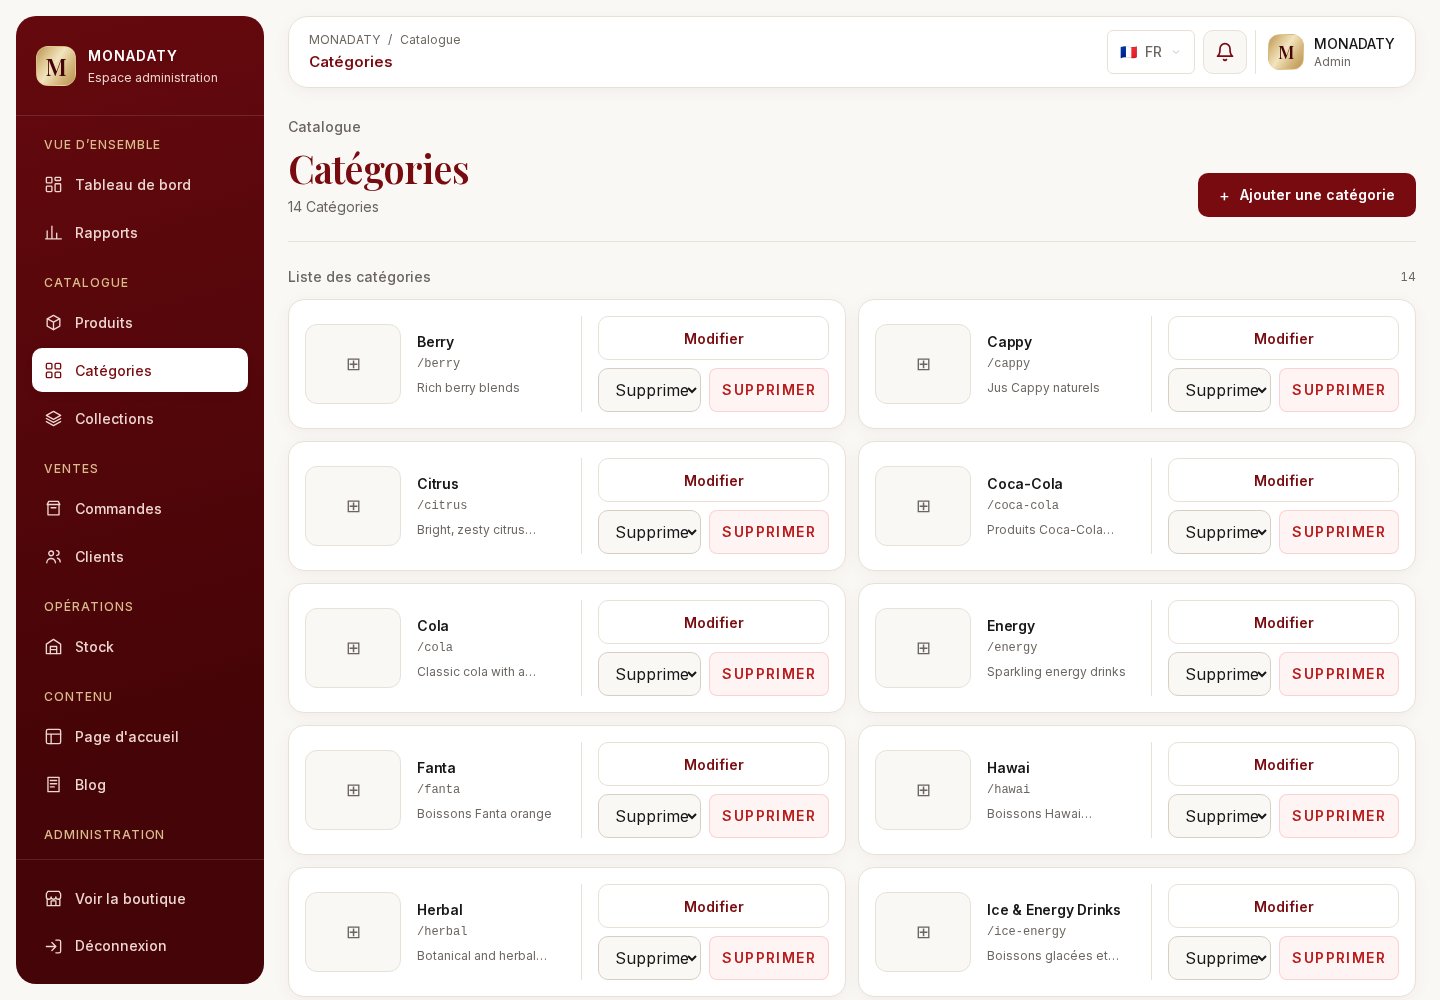 M
MONADATY
Espace administration
VUE D’ENSEMBLE
Tableau de bord
Rapports
CATALOGUE
Produits
Catégories
Collections
VENTES
Commandes
Clients
OPÉRATIONS
Stock
CONTENU
Page d'accueil
Blog
ADMINISTRATION
Voir la boutique
Déconnexion
MONADATY / Catalogue
Catégories
🇫🇷 FR
M
MONADATY
Admin
Catalogue
Catégories
14 Catégories
+ Ajouter une catégorie
Liste des catégories
14
Berry
/berry
Rich berry blends
Modifier
Supprime
SUPPRIMER
Cappy
/cappy
Jus Cappy naturels
Modifier
Supprime
SUPPRIMER
Citrus
/citrus
Bright, zesty citrus…
Modifier
Supprime
SUPPRIMER
Coca-Cola
/coca-cola
Produits Coca-Cola…
Modifier
Supprime
SUPPRIMER
Cola
/cola
Classic cola with a…
Modifier
Supprime
SUPPRIMER
Energy
/energy
Sparkling energy drinks
Modifier
Supprime
SUPPRIMER
Fanta
/fanta
Boissons Fanta orange
Modifier
Supprime
SUPPRIMER
Hawai
/hawai
Boissons Hawai…
Modifier
Supprime
SUPPRIMER
Herbal
/herbal
Botanical and herbal…
Modifier
Supprime
SUPPRIMER
Ice & Energy Drinks
/ice-energy
Boissons glacées et…
Modifier
Supprime
SUPPRIMER